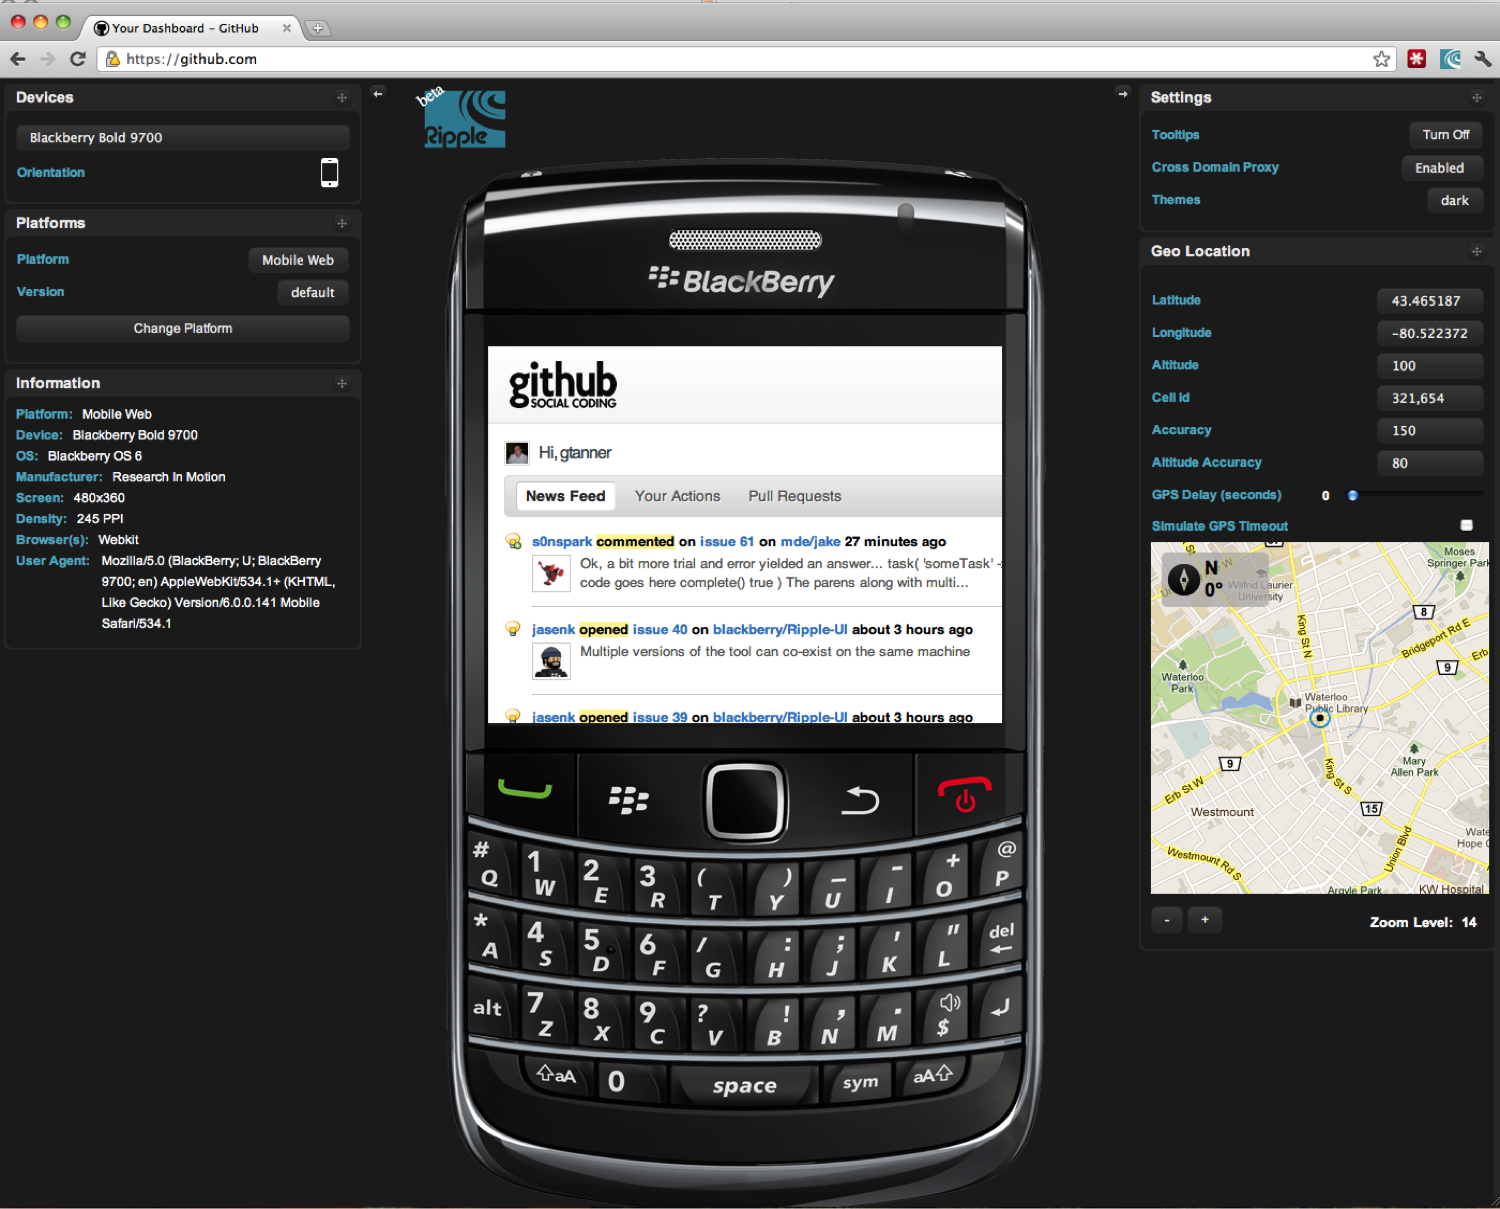 Your Dashboard - GitHub
https://github.com
Devices
Blackberry Bold 9700
Orientation
Platforms
Platform Mobile Web
Version default
Change Platform
Information
Platform: Mobile Web
Device: Blackberry Bold 9700
OS: Blackberry OS 6
Manufacturer: Research In Motion
Screen: 480x360
Density: 245 PPI
Browser(s): Webkit
User Agent: Mozilla/5.0 (BlackBerry; U; BlackBerry
9700; en) AppleWebKit/534.1+ (KHTML,
Like Gecko) Version/6.0.0.141 Mobile
Safari/534.1
beta
Ripple
BlackBerry
github
SOCIAL CODING
Hi, gtanner
News Feed Your Actions Pull Requests
s0nspark commented on issue 61 on mde/jake 27 minutes ago
Ok, a bit more trial and error yielded an answer... task( 'someTask' -
code goes here complete() true ) The parens along with multi...
jasenk opened issue 40 on blackberry/Ripple-UI about 3 hours ago
Multiple versions of the tool can co-exist on the same machine
jasenk opened issue 39 on blackberry/Ripple-UI about 3 hours ago
# 1 2 3 ( ) _ - + @
Q W E R T Y U I O P
* 4 5 6 / : ; ' " del
A S D F G H J K L
alt 7 8 9 ? ! , .
Z X C V B N M $
aA 0 space sym aA
Settings
Tooltips Turn Off
Cross Domain Proxy Enabled
Themes dark
Geo Location
Latitude 43.465187
Longitude -80.522372
Altitude 100
Cell Id 321,654
Accuracy 150
Altitude Accuracy 80
GPS Delay (seconds) 0
Simulate GPS Timeout
N
0°
Moses
Springer Park
Wilfrid Laurier
University
8
King St N
Bridgeport Rd E
Erb
9
Waterloo
Park
Waterloo
Public Library
9
Mary
Allen Park
Erb St W
King St S
15
Westmount
Union Blvd
Wate
Hope C
Westmount Rd S
Argyle Park
KW Hospital
- +
Zoom Level: 14